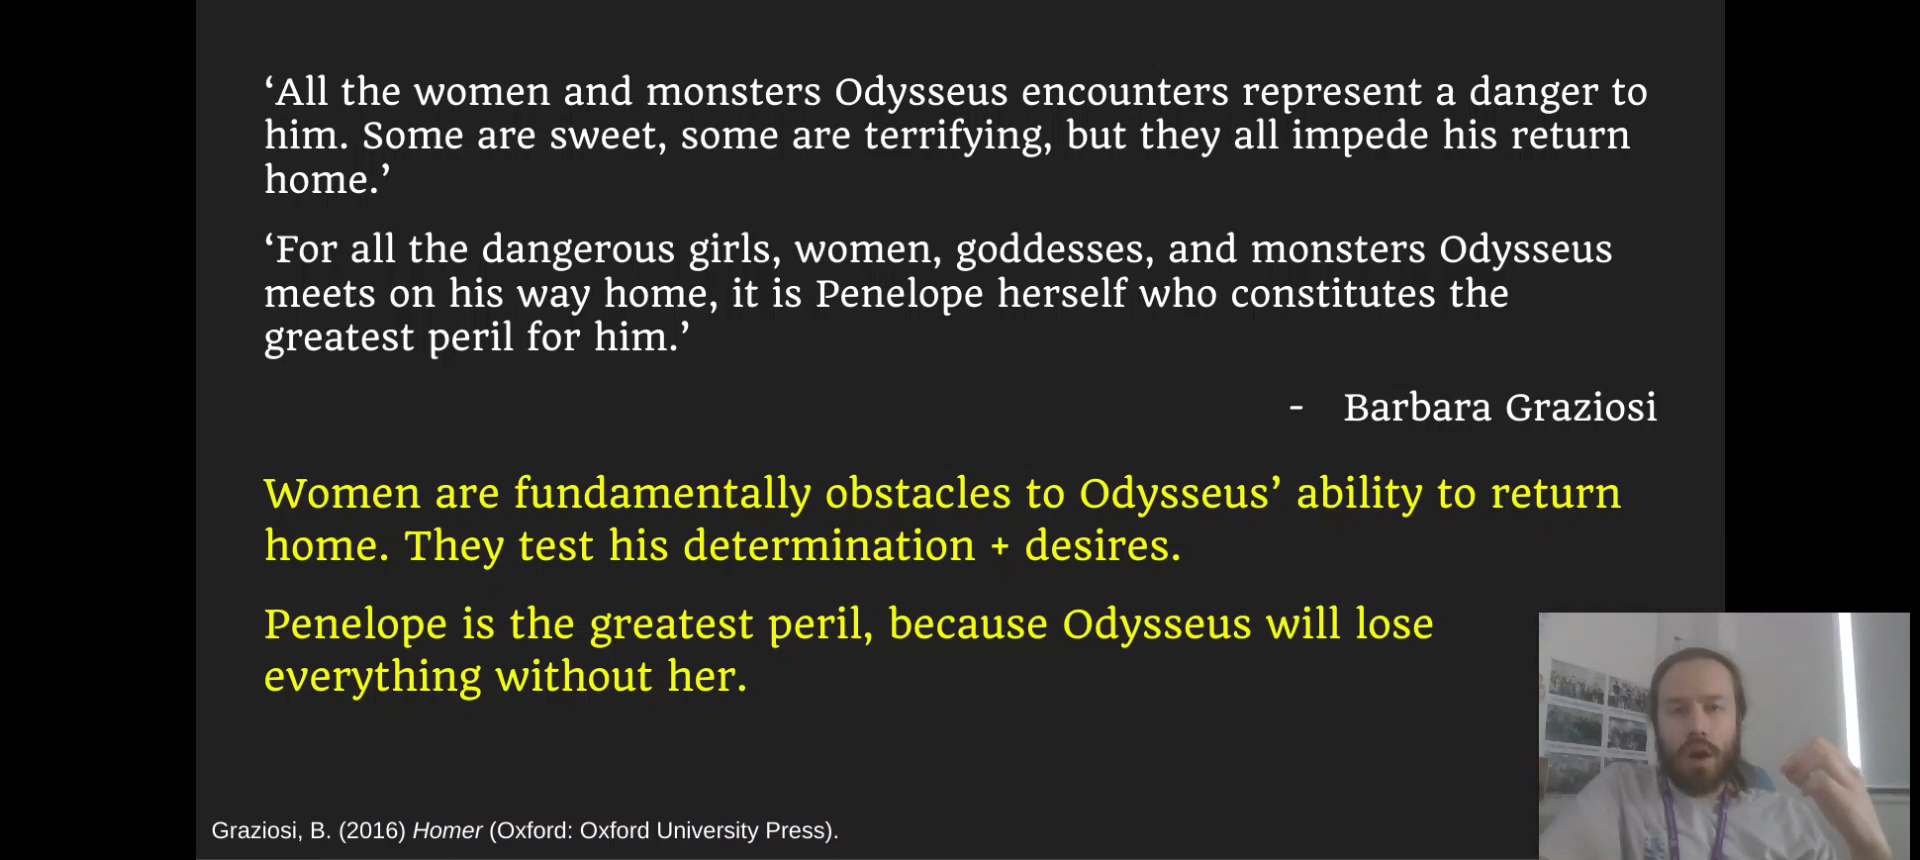 ‘All the women and monsters Odysseus encounters represent a danger to
him. Some are sweet, some are terrifying, but they all impede his return
home.’
‘For all the dangerous girls, women, goddesses, and monsters Odysseus
meets on his way home, it is Penelope herself who constitutes the
greatest peril for him.’
- Barbara Graziosi
Women are fundamentally obstacles to Odysseus’ ability to return
home. They test his determination + desires.
Penelope is the greatest peril, because Odysseus will lose
everything without her.
Graziosi, B. (2016) Homer (Oxford: Oxford University Press).